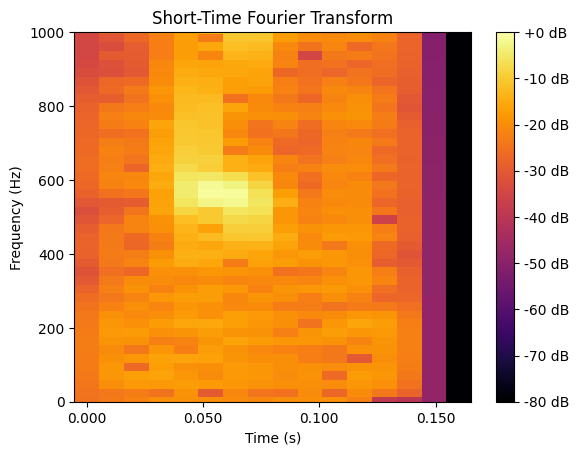 Short-Time Fourier Transform
Frequency (Hz)
1000
800
600
400
200
0
0.000
0.050
0.100
0.150
Time (s)
+0 dB
-10 dB
-20 dB
-30 dB
-40 dB
-50 dB
-60 dB
-70 dB
-80 dB